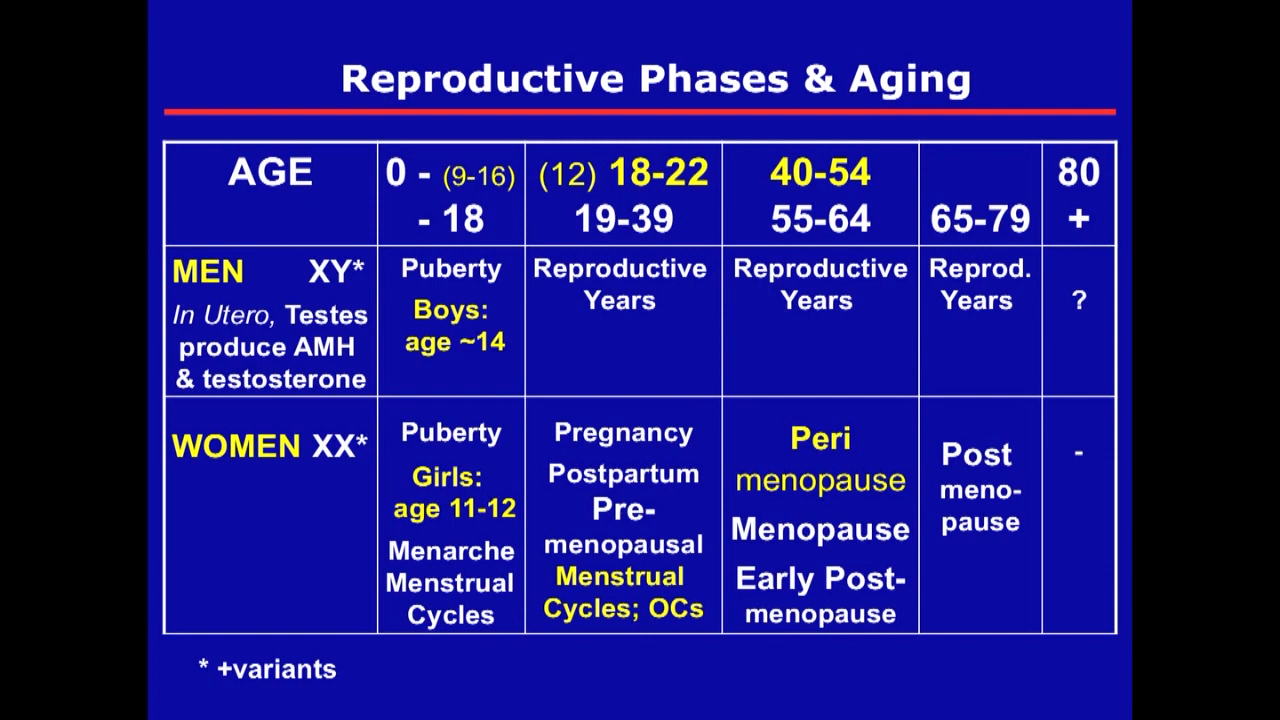 Reproductive Phases & Aging
AGE
0 - (9-16)
- 18
(12) 18-22
19-39
40-54
55-64
65-79
80
+
MEN XY*
In Utero, Testes
produce AMH
& testosterone
Puberty
Boys:
age ~14
Reproductive
Years
Reproductive
Years
Reprod.
Years
?
WOMEN XX*
Puberty
Girls:
age 11-12
Menarche
Menstrual
Cycles
Pregnancy
Postpartum
Pre-
menopausal
Menstrual
Cycles; OCs
Peri
menopause
Menopause
Early Post-
menopause
Post
meno-
pause
-
* +variants